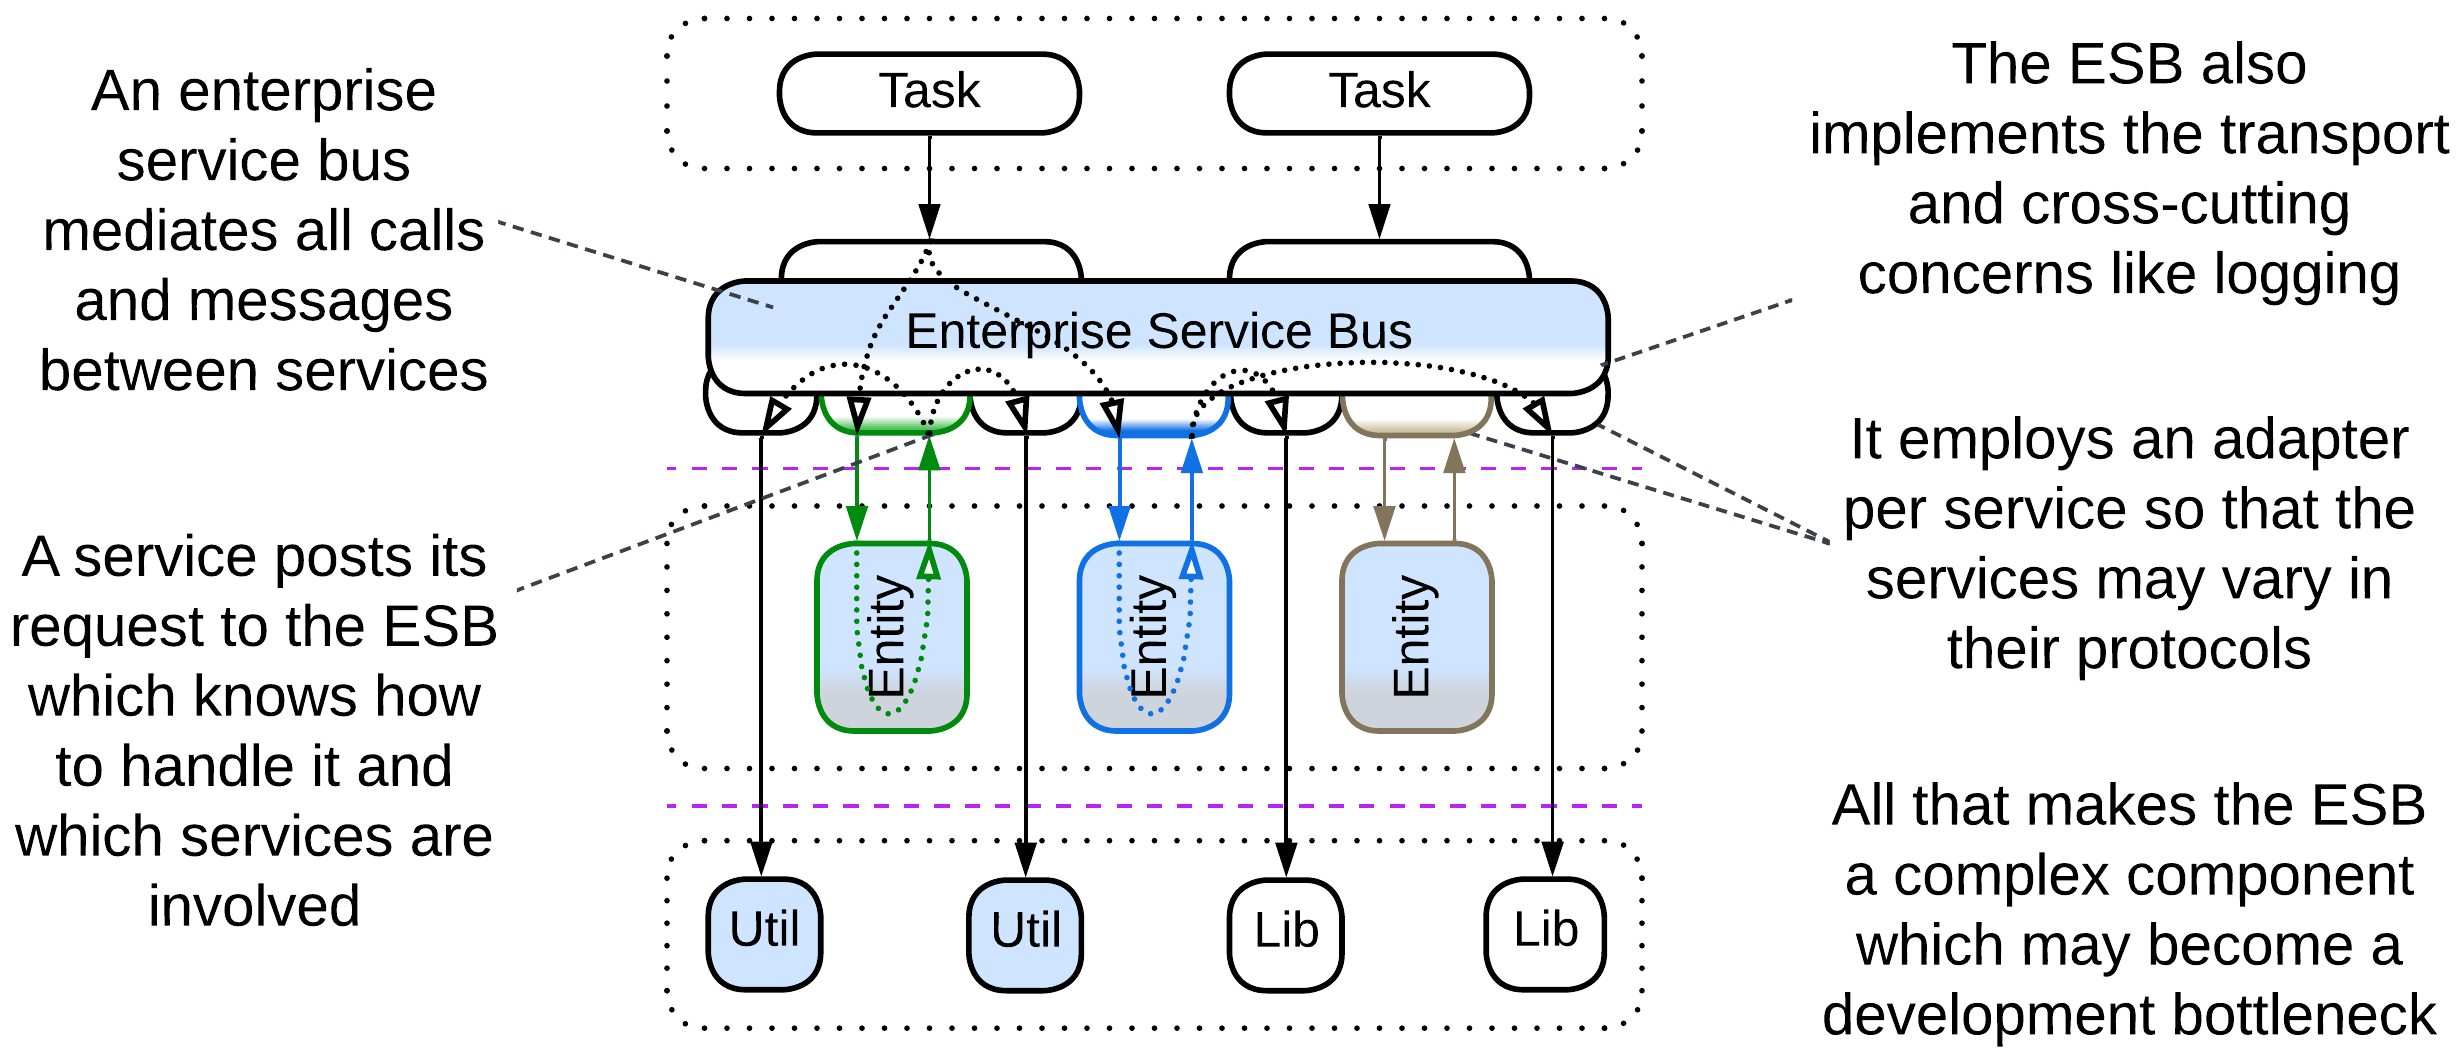 An enterprise
service bus
mediates all calls
and messages
between services
A service posts its
request to the ESB
which knows how
to handle it and
which services are
involved
Task
Task
Enterprise Service Bus
Entity
Entity
Entity
Util
Util
Lib
Lib
The ESB also
implements the transport
and cross-cutting
concerns like logging
It employs an adapter
per service so that the
services may vary in
their protocols
All that makes the ESB
a complex component
which may become a
development bottleneck